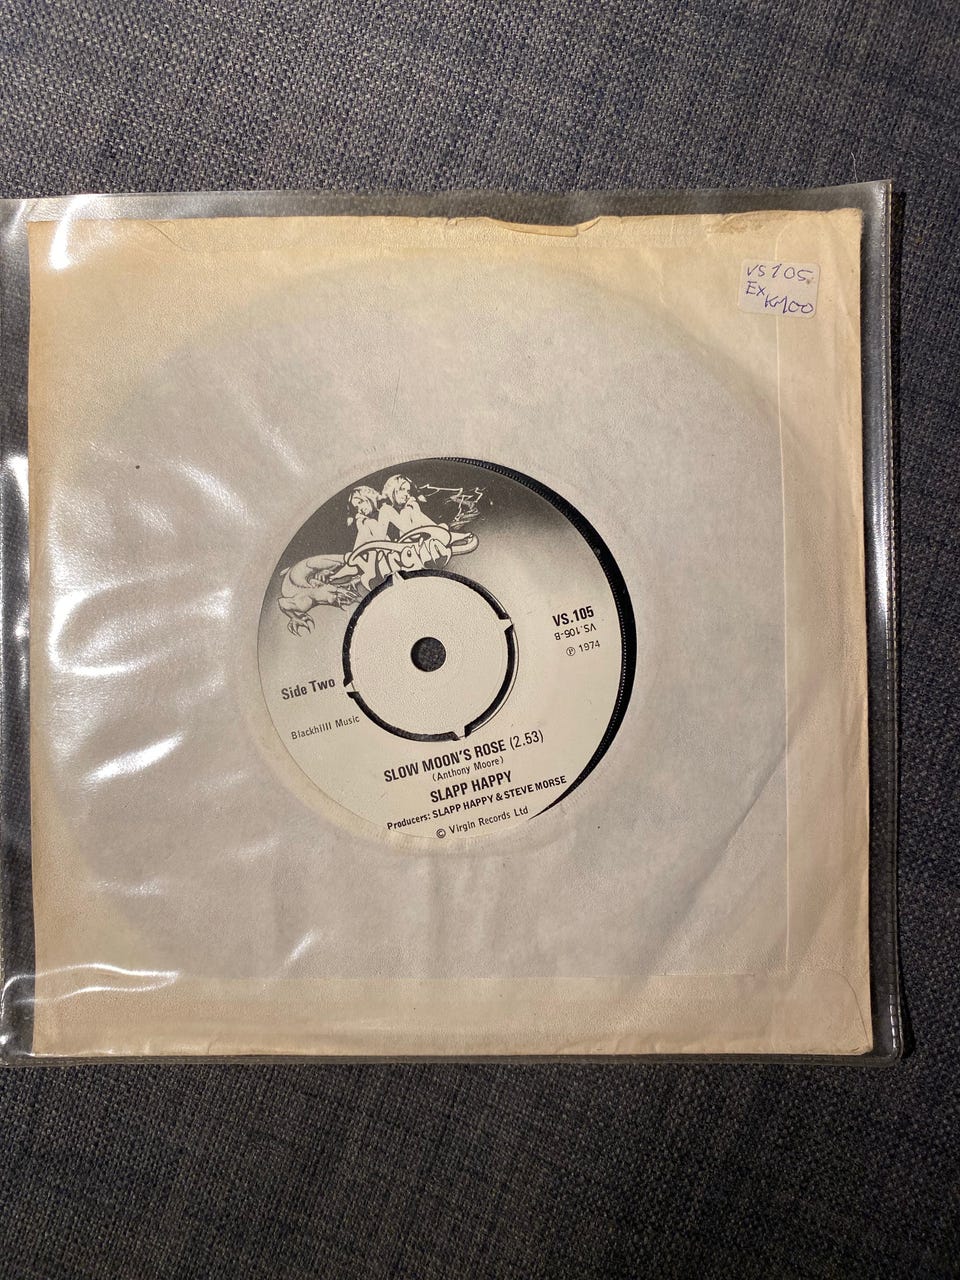 VS105.
Ex
Virgin
VS.105
VS.106-B
℗ 1974
Side Two
Blackhilll Music
SLOW MOON'S ROSE (2.53)
(Anthony Moore)
SLAPP HAPPY
Producers: SLAPP HAPPY & STEVE MORSE
© Virgin Records Ltd